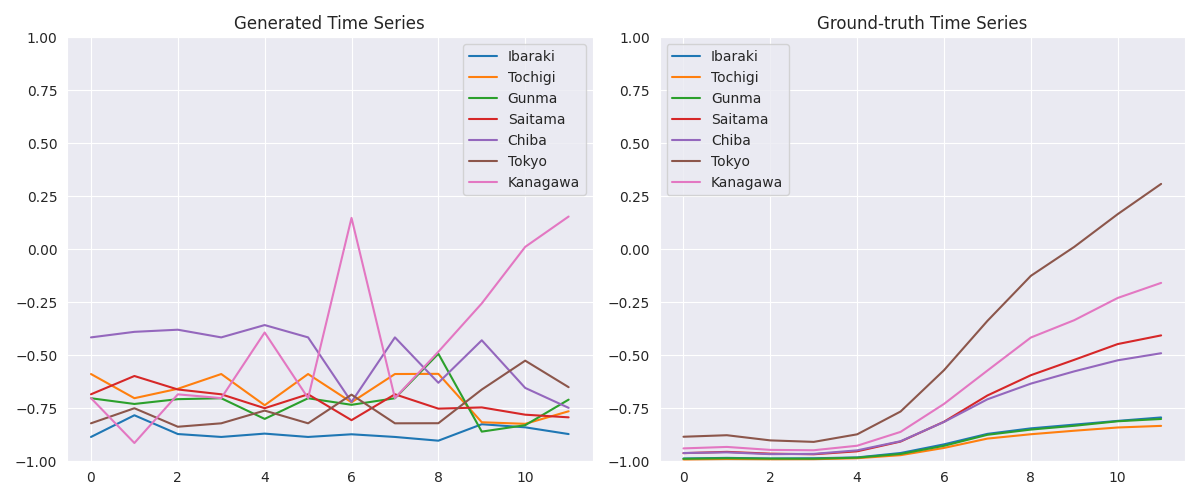 Generated Time Series
1.00
0.75
0.50
0.25
0.00
−0.25
−0.50
−0.75
−1.00
0 2 4 6 8 10
Ibaraki
Tochigi
Gunma
Saitama
Chiba
Tokyo
Kanagawa
Ground-truth Time Series
1.00
0.75
0.50
0.25
0.00
−0.25
−0.50
−0.75
−1.00
0 2 4 6 8 10
Ibaraki
Tochigi
Gunma
Saitama
Chiba
Tokyo
Kanagawa